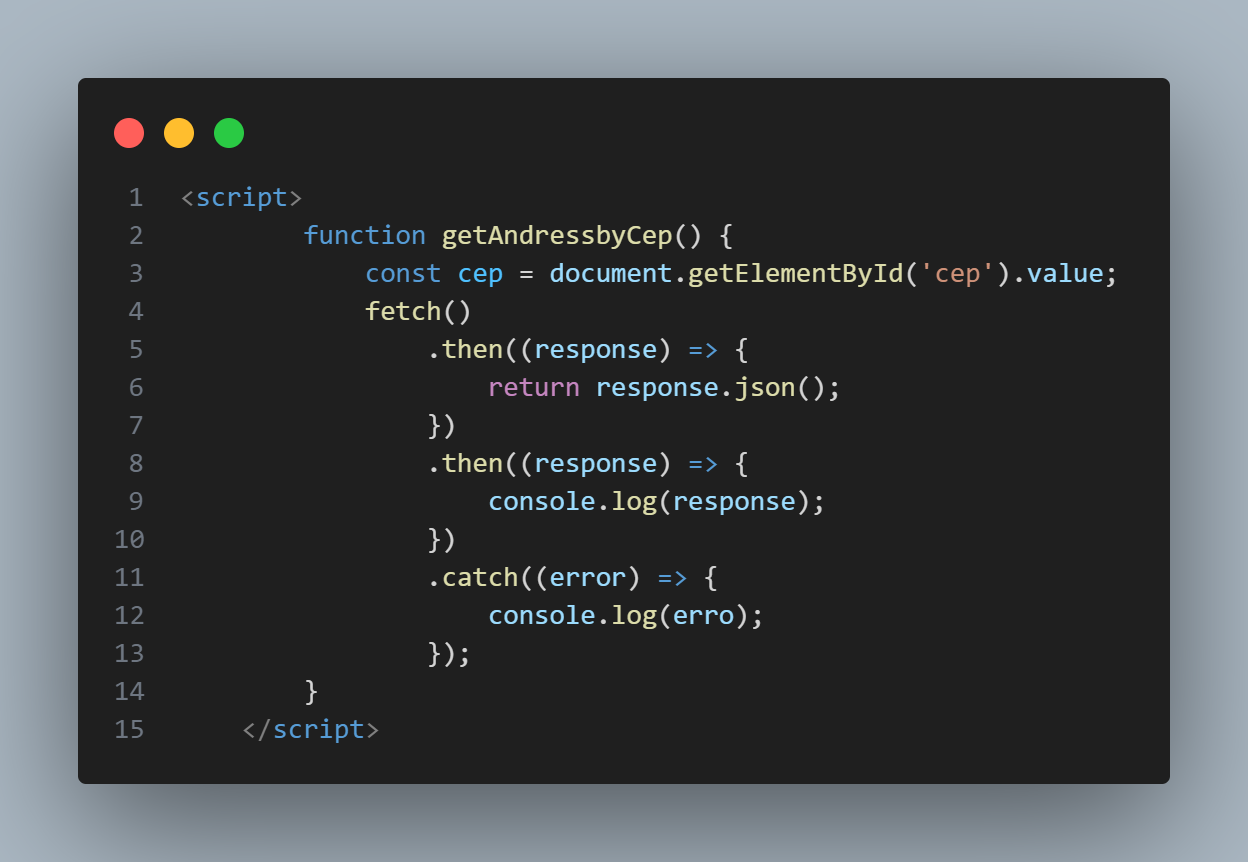 1 <script>
2 function getAndressbyCep() {
3 const cep = document.getElementById('cep').value;
4 fetch()
5 .then((response) => {
6 return response.json();
7 })
8 .then((response) => {
9 console.log(response);
10 })
11 .catch((error) => {
12 console.log(erro);
13 });
14 }
15 </script>